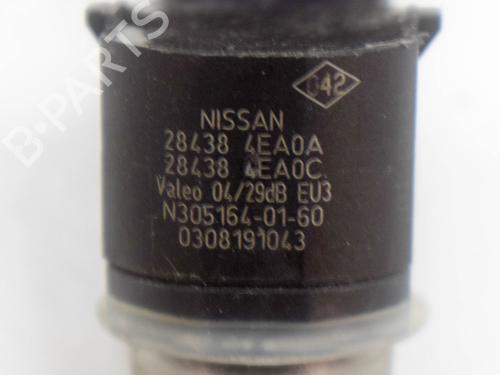 B-PARTS
042
NISSAN
28438 4EA0A
28438 4EA0C
Valeo 04/29dB EU3
N305164-01-60
0308191043